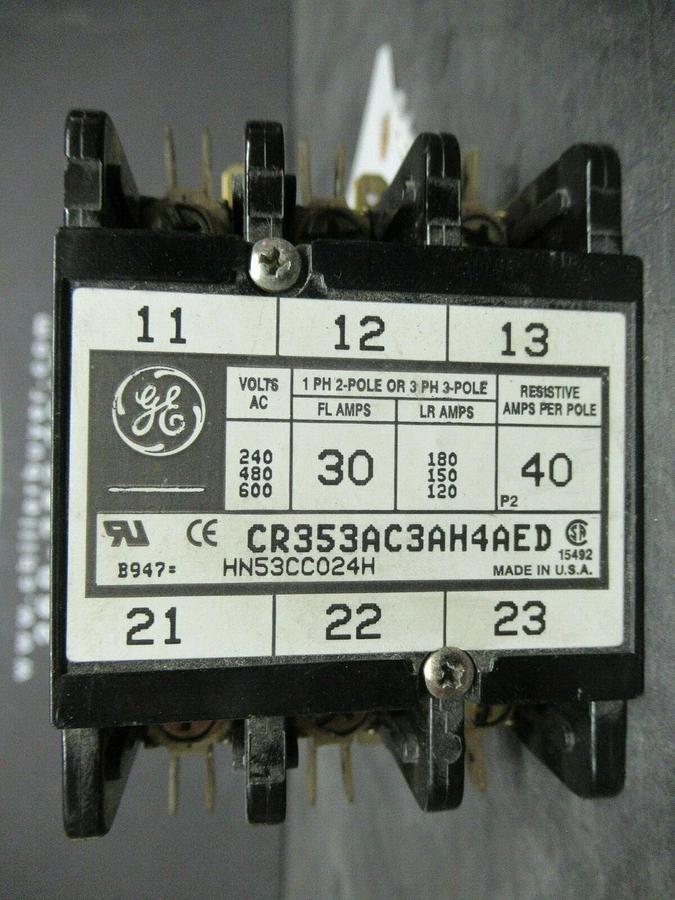 11 12 13
GE
VOLTS AC
1 PH 2-POLE OR 3 PH 3-POLE
FL AMPS
LR AMPS
RESISTIVE
AMPS PER POLE
240
480
600
30
180
150
120
40
P2
RU CE CR353AC3AH4AED SA
15492
B947= HN53CC024H MADE IN U.S.A.
21 22 23